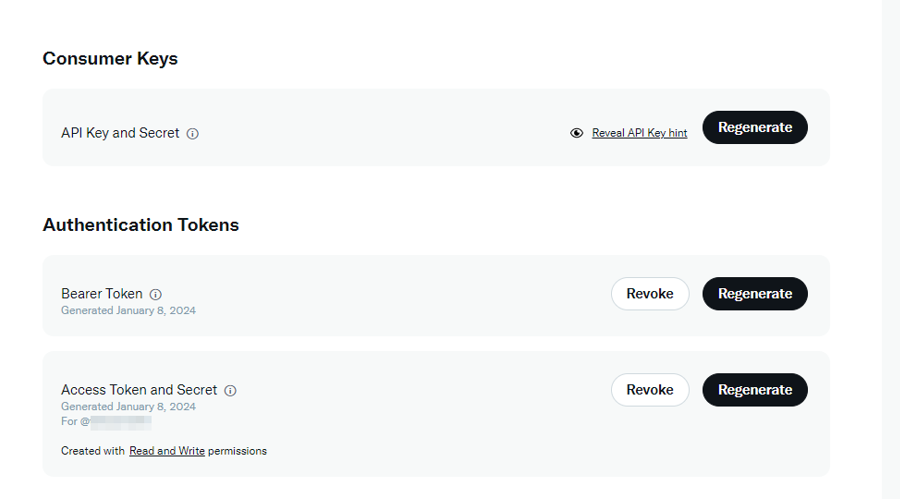 Consumer Keys
API Key and Secret
Reveal API Key hint
Regenerate
Authentication Tokens
Bearer Token
Generated January 8, 2024
Revoke
Regenerate
Access Token and Secret
Generated January 8, 2024
For @
Created with Read and Write permissions
Revoke
Regenerate